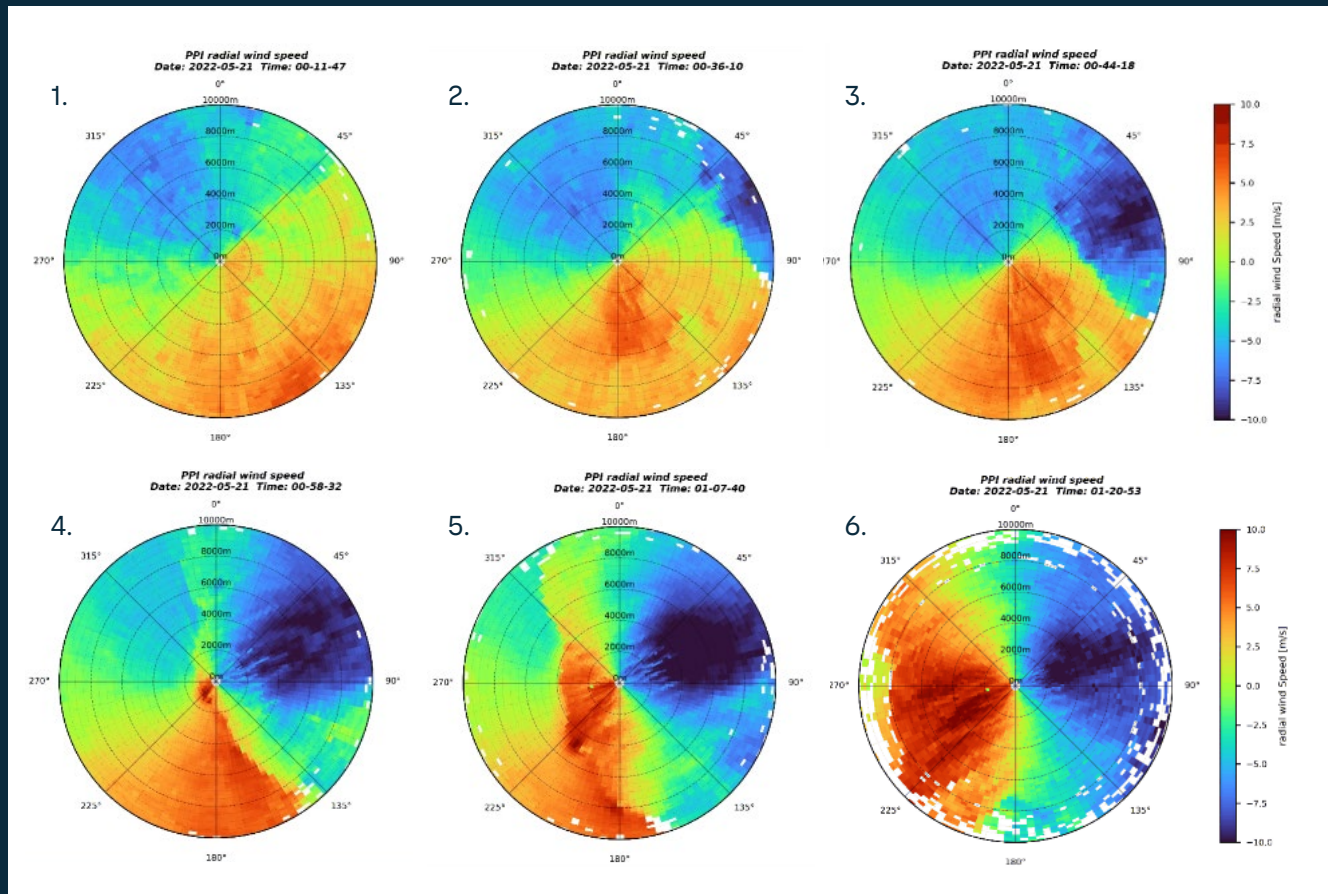 PPI radial wind speed
Date: 2022-05-21 Time: 00-11-47
1.
0°
10000m
8000m
6000m
4000m
2000m
0m
45°
90°
135°
180°
225°
270°
315°
PPI radial wind speed
Date: 2022-05-21 Time: 00-36-10
2.
0°
10000m
8000m
6000m
4000m
2000m
0m
45°
90°
135°
180°
225°
270°
315°
PPI radial wind speed
Date: 2022-05-21 Time: 00-44-18
3.
0°
10000m
8000m
6000m
4000m
2000m
0m
45°
90°
135°
180°
225°
70°
315°
10.0
7.5
5.0
2.5
0.0
−2.5
−5.0
−7.5
−10.0
radial wind Speed [m/s]
PPI radial wind speed
Date: 2022-05-21 Time: 00-58-32
4.
0°
10000m
8000m
6000m
4000m
2000m
0m
45°
90°
135°
180°
225°
270°
315°
PPI radial wind speed
Date: 2022-05-21 Time: 01-07-40
5.
0°
10000m
8000m
6000m
4000m
2000m
0m
45°
90°
135°
180°
225°
270°
315°
PPI radial wind speed
Date: 2022-05-21 Time: 01-20-53
6.
0°
10000m
8000m
6000m
4000m
2000m
0m
45°
90°
135°
180°
225°
270°
315°
10.0
7.5
5.0
2.5
0.0
−2.5
−5.0
−7.5
−10.0
radial wind Speed [m/s]